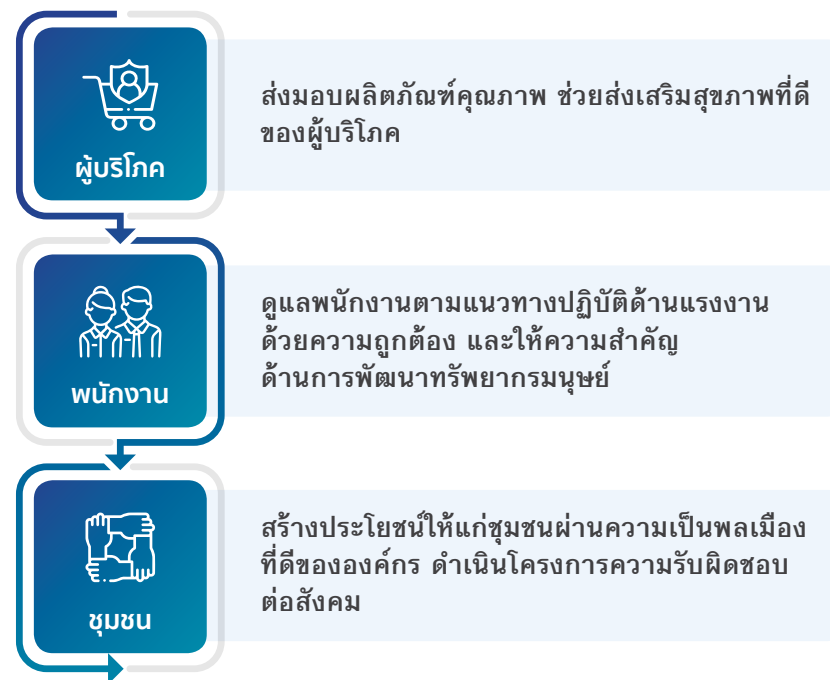 ผู้บริโภค
ส่งมอบผลิตภัณฑ์คุณภาพ ช่วยส่งเสริมสุขภาพที่ดี
ของผู้บริโภค
พนักงาน
ดูแลพนักงานตามแนวทางปฏิบัติด้านแรงงาน
ด้วยความถูกต้อง และให้ความสำคัญ
ด้านการพัฒนาทรัพยากรมนุษย์
ชุมชน
สร้างประโยชน์ให้แก่ชุมชนผ่านความเป็นพลเมือง
ที่ดีขององค์กร ดำเนินโครงการความรับผิดชอบ
ต่อสังคม